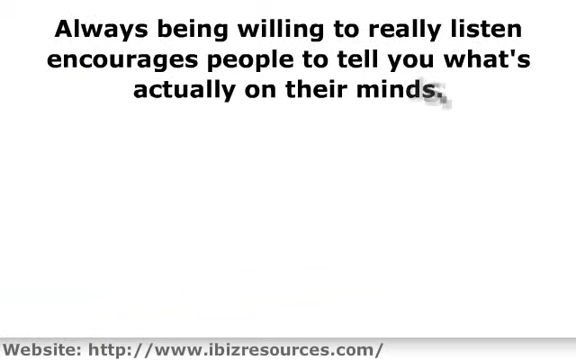 Always being willing to really listen
encourages people to tell you what's
actually on their minds.
Website: http://www.ibizresources.com/